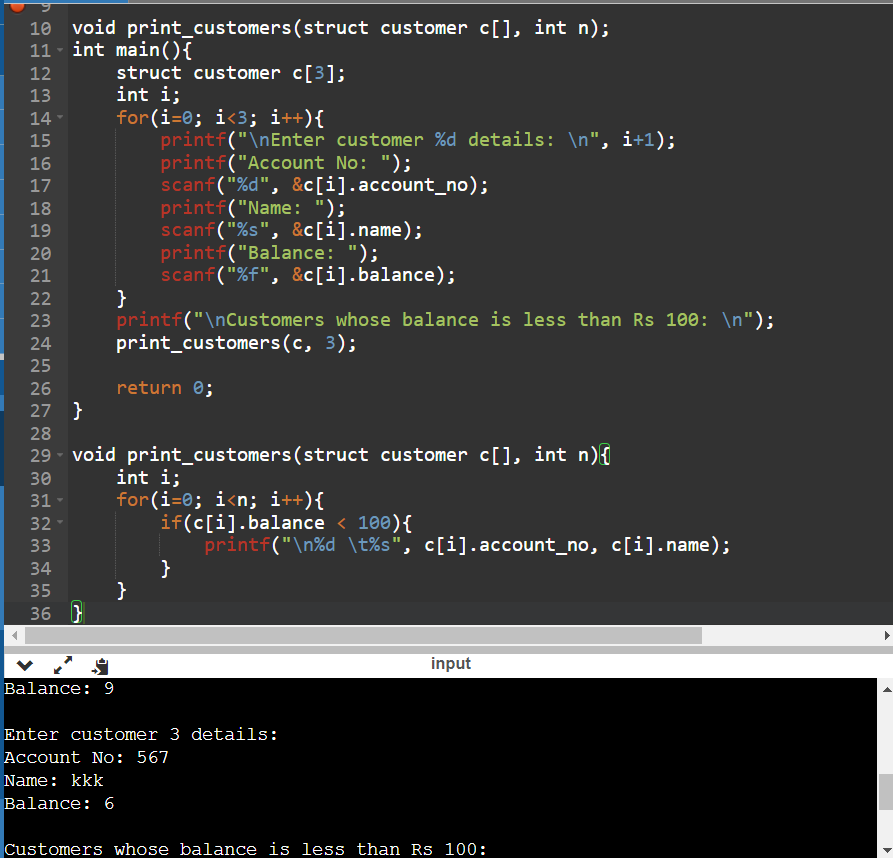 9
10 void print_customers(struct customer c[], int n);
11 int main(){
12     struct customer c[3];
13     int i;
14     for(i=0; i<3; i++){
15         printf("\nEnter customer %d details: \n", i+1);
16         printf("Account No: ");
17         scanf("%d", &c[i].account_no);
18         printf("Name: ");
19         scanf("%s", &c[i].name);
20         printf("Balance: ");
21         scanf("%f", &c[i].balance);
22     }
23     printf("\nCustomers whose balance is less than Rs 100: \n");
24     print_customers(c, 3);
25
26     return 0;
27 }
28
29 void print_customers(struct customer c[], int n){
30     int i;
31     for(i=0; i<n; i++){
32         if(c[i].balance < 100){
33             printf("\n%d \t%s", c[i].account_no, c[i].name);
34         }
35     }
36 }
input
Balance: 9
Enter customer 3 details:
Account No: 567
Name: kkk
Balance: 6
Customers whose balance is less than Rs 100: